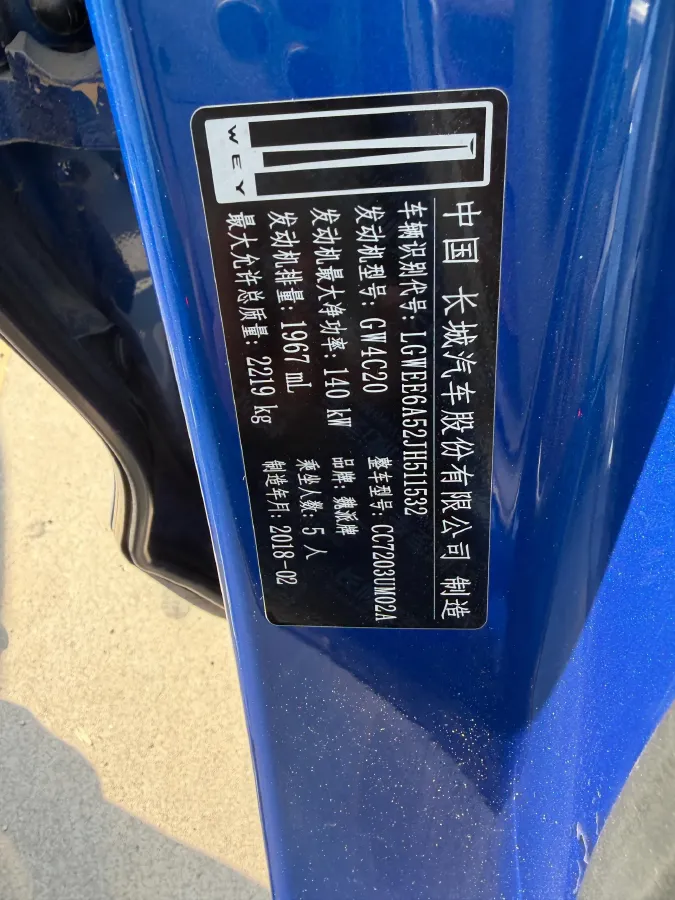 WEY
中国 长城汽车股份有限公司 制造
车辆识别代号: LGWEE6A52JH511532
发动机型号: GW4C20 整车型号: CC7203UM02A
发动机最大净功率: 140 kW 品牌: 魏派牌
发动机排量: 1967 mL 乘坐人数: 5 人
最大允许总质量: 2219 kg 制造年月: 2018-02